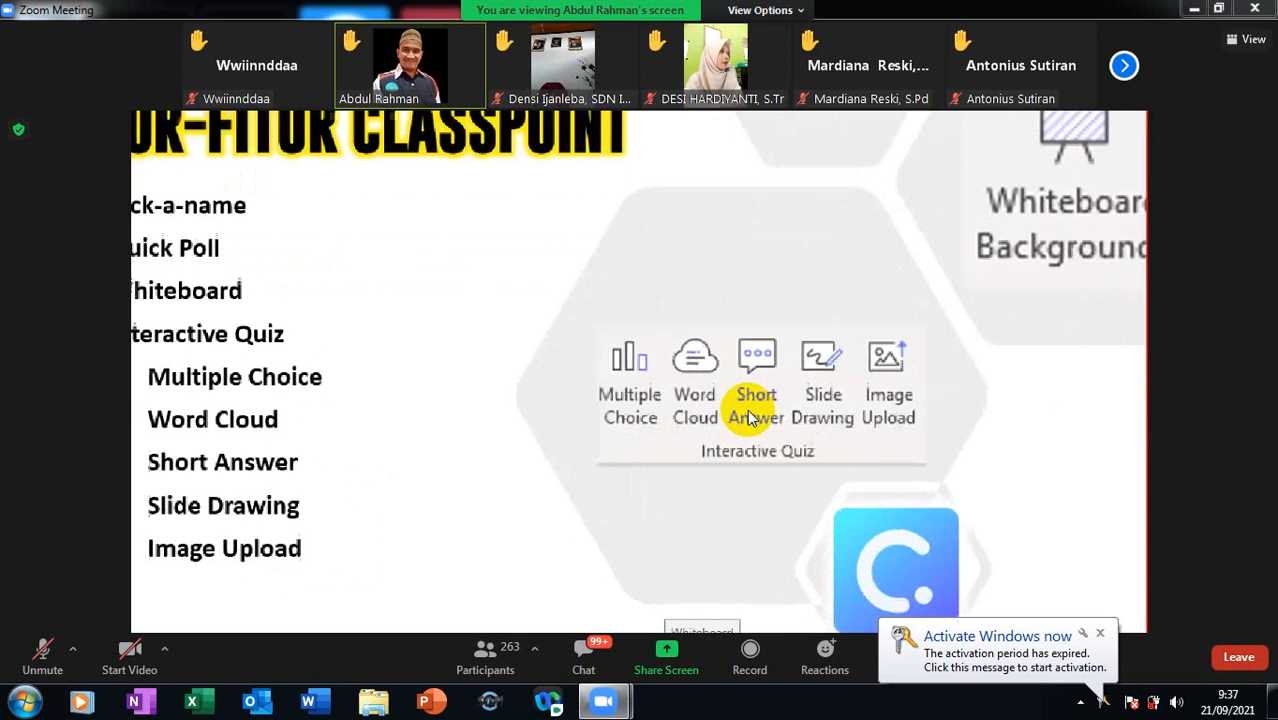 Zoom Meeting
You are viewing Abdul Rahman's screen
View Options
Wwiinnddaa
Mardiana Reski,...
Antonius Sutiran
View
Wwiinnddaa
Abdul Rahman
Densi Ijanleba, SDN I...
DESI HARDIYANTI, S.Tr
Mardiana Reski, S.Pd
Antonius Sutiran
UR-FITUR CLASSPOINT
ck-a-name
uick Poll
hiteboard
teractive Quiz
Multiple Choice
Word Cloud
Short Answer
Slide Drawing
Image Upload
Whiteboar
Background
Multiple Choice
Word Cloud
Short Answer
Slide Drawing
Image Upload
Interactive Quiz
Whiteboard
Activate Windows now
The activation period has expired.
Click this message to start activation.
Unmute
Start Video
263
Participants
99+
Chat
Share Screen
Record
Reactions
Leave
9:37
21/09/2021